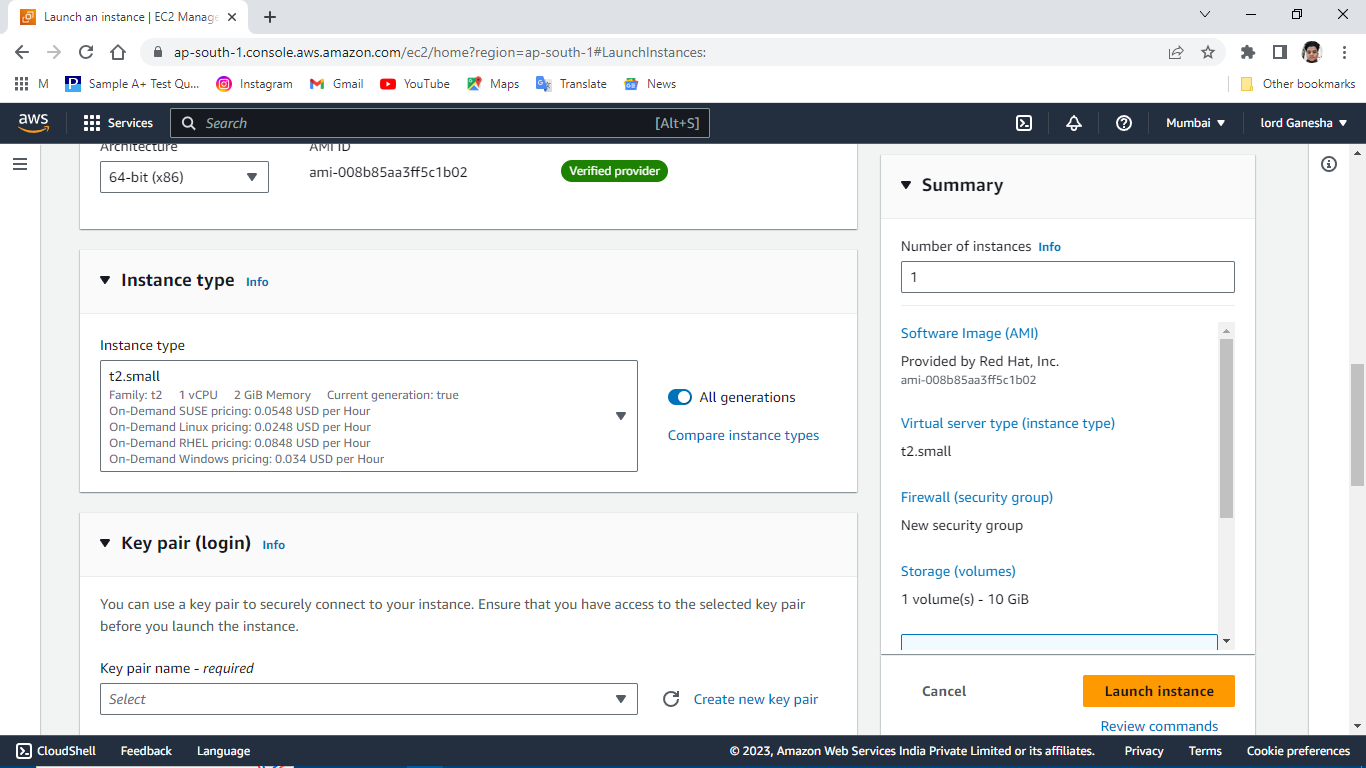 Launch an instance | EC2 Manage
ap-south-1.console.aws.amazon.com/ec2/home?region=ap-south-1#LaunchInstances:
M Sample A+ Test Qu... Instagram Gmail YouTube Maps Translate News Other bookmarks
aws Services Search [Alt+S] Mumbai lord Ganesha
Architecture AMI ID
64-bit (x86) ami-008b85aa3ff5c1b02 Verified provider
Instance type Info
Instance type
t2.small
Family: t2 1 vCPU 2 GiB Memory Current generation: true
On-Demand SUSE pricing: 0.0548 USD per Hour
On-Demand Linux pricing: 0.0248 USD per Hour
On-Demand RHEL pricing: 0.0848 USD per Hour
On-Demand Windows pricing: 0.034 USD per Hour
All generations
Compare instance types
Key pair (login) Info
You can use a key pair to securely connect to your instance. Ensure that you have access to the selected key pair
before you launch the instance.
Key pair name - required
Select
Create new key pair
Summary
Number of instances Info
1
Software Image (AMI)
Provided by Red Hat, Inc.
ami-008b85aa3ff5c1b02
Virtual server type (instance type)
t2.small
Firewall (security group)
New security group
Storage (volumes)
1 volume(s) - 10 GiB
Cancel Launch instance
Review commands
CloudShell Feedback Language © 2023, Amazon Web Services India Private Limited or its affiliates. Privacy Terms Cookie preferences